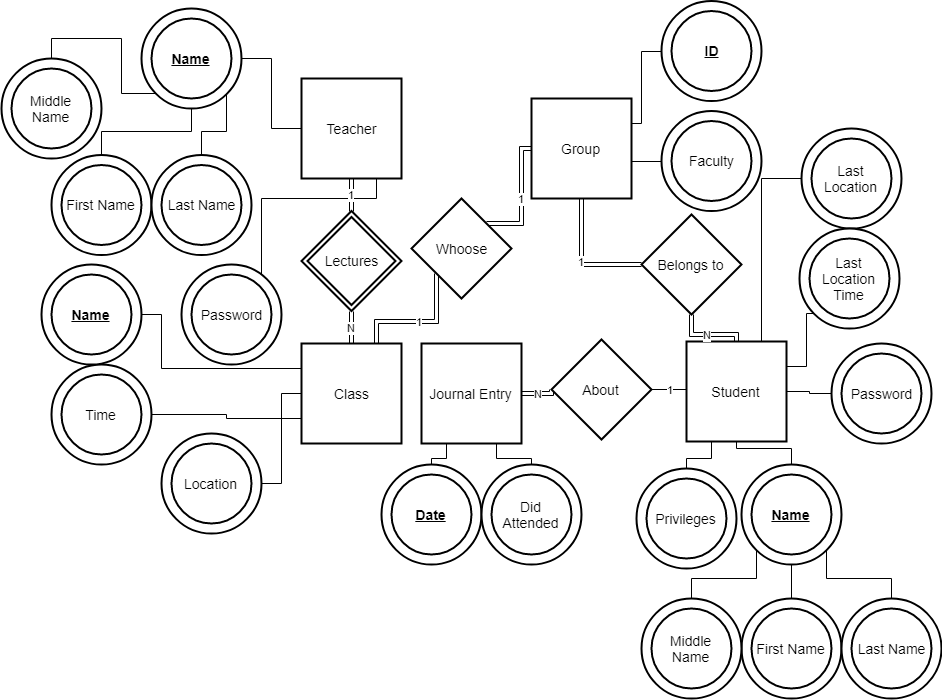 Name
ID
Middle
Name
Teacher
Group
Faculty
Last
Location
First Name
Last Name
1
1
Whoose
Lectures
1
Belongs to
Last
Location
Time
Name
Password
N
1
N
Class
Journal Entry
N
About
1
Student
Password
Time
Location
Date
Did
Attended
Privileges
Name
Middle
Name
First Name
Last Name